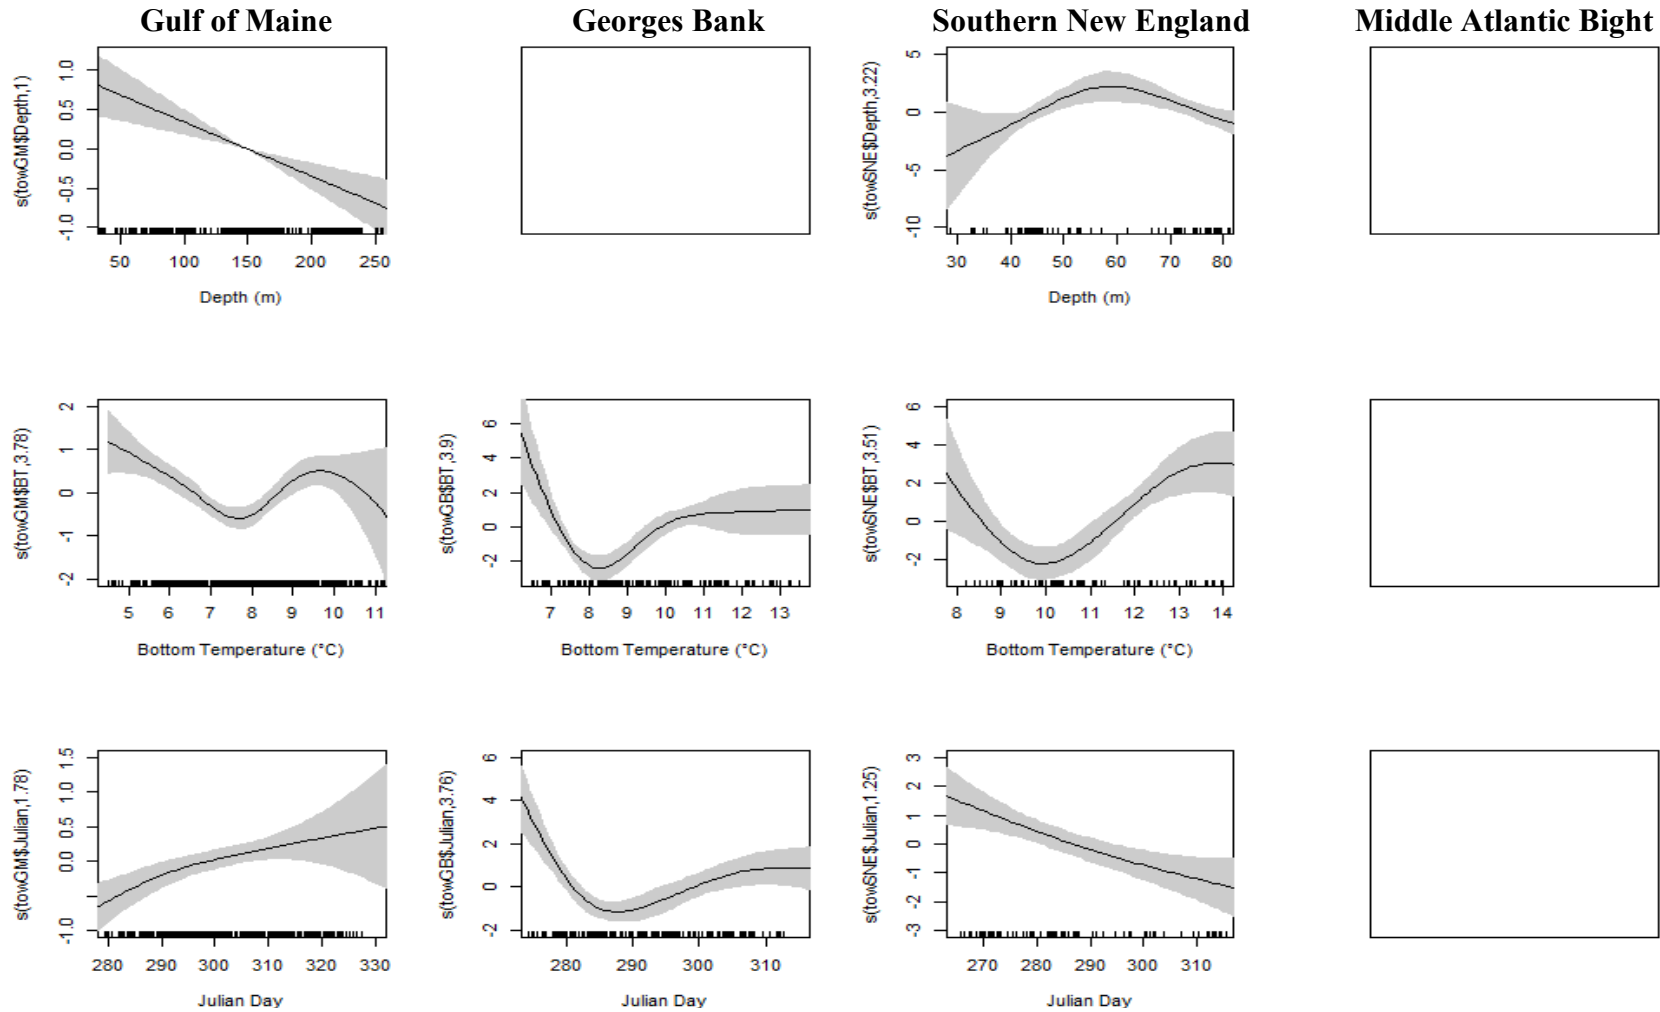 Gulf of Maine Georges Bank Southern New England Middle Atlantic Bight
s(towGM$Depth,1)
1.0
0.5
0.0
-0.5
-1.0
50 100 150 200 250
Depth (m)
s(towSNE$Depth,3.22)
5
0
-5
-10
30 40 50 60 70 80
Depth (m)
s(towGM$BT,3.78)
2
1
0
-1
-2
5 6 7 8 9 10 11
Bottom Temperature (°C)
s(towGB$BT,3.9)
6
4
2
0
-2
7 8 9 10 11 12 13
Bottom Temperature (°C)
s(towSNE$BT,3.51)
6
4
2
0
-2
8 9 10 11 12 13 14
Bottom Temperature (°C)
s(towGM$Julian,1.78)
1.5
1.0
0.5
0.0
-1.0
280 290 300 310 320 330
Julian Day
s(towGB$Julian,3.76)
6
4
2
0
-2
280 290 300 310
Julian Day
s(towSNE$Julian,1.25)
3
2
1
0
-1
-2
-3
270 280 290 300 310
Julian Day